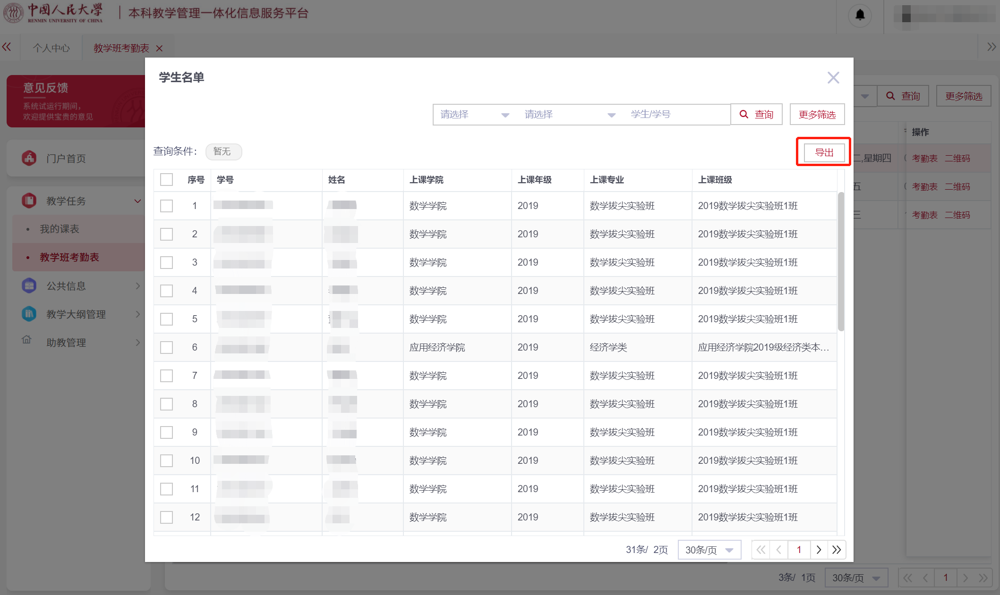 中国人民大学
RENMIN UNIVERSITY OF CHINA
本科教学管理一体化信息服务平台
个人中心
教学班考勤表
意见反馈
系统试运行期间，
欢迎提供宝贵的意见
门户首页
教学任务
我的课表
教学班考勤表
公共信息
教学大纲管理
助教管理
查询
更多筛选
操作
二,星期四 考勤表 二维码
五 考勤表 二维码
三 考勤表 二维码
学生名单
请选择 请选择 学生/学号 查询 更多筛选
查询条件： 暂无
导出
序号 学号 姓名 上课学院 上课年级 上课专业 上课班级
1 数学学院 2019 数学拔尖实验班 2019数学拔尖实验班1班
2 数学学院 2019 数学拔尖实验班 2019数学拔尖实验班1班
3 数学学院 2019 数学拔尖实验班 2019数学拔尖实验班1班
4 数学学院 2019 数学拔尖实验班 2019数学拔尖实验班1班
5 数学学院 2019 数学拔尖实验班 2019数学拔尖实验班1班
6 应用经济学院 2019 经济学类 应用经济学院2019级经济类本…
7 数学学院 2019 数学拔尖实验班 2019数学拔尖实验班1班
8 数学学院 2019 数学拔尖实验班 2019数学拔尖实验班1班
9 数学学院 2019 数学拔尖实验班 2019数学拔尖实验班1班
10 数学学院 2019 数学拔尖实验班 2019数学拔尖实验班1班
11 数学学院 2019 数学拔尖实验班 2019数学拔尖实验班1班
12 数学学院 2019 数学拔尖实验班 2019数学拔尖实验班1班
31条/ 2页 30条/页 1
3条/ 1页 30条/页 1